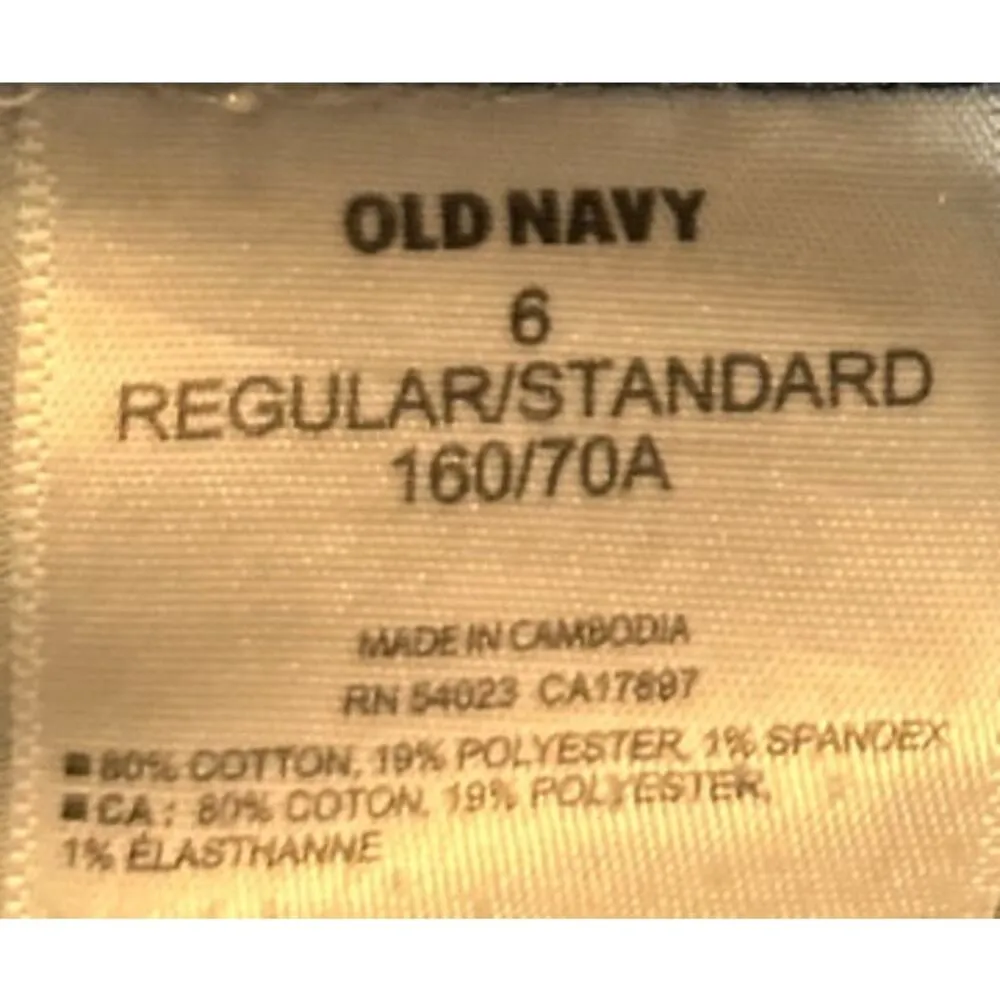 OLD NAVY
6
REGULAR/STANDARD
160/70A
MADE IN CAMBODIA
RN 54023 CA17897
■ 80% COTTON, 19% POLYESTER, 1% SPANDEX
■ CA : 80% COTON, 19% POLYESTER,
1% ÉLASTHANNE